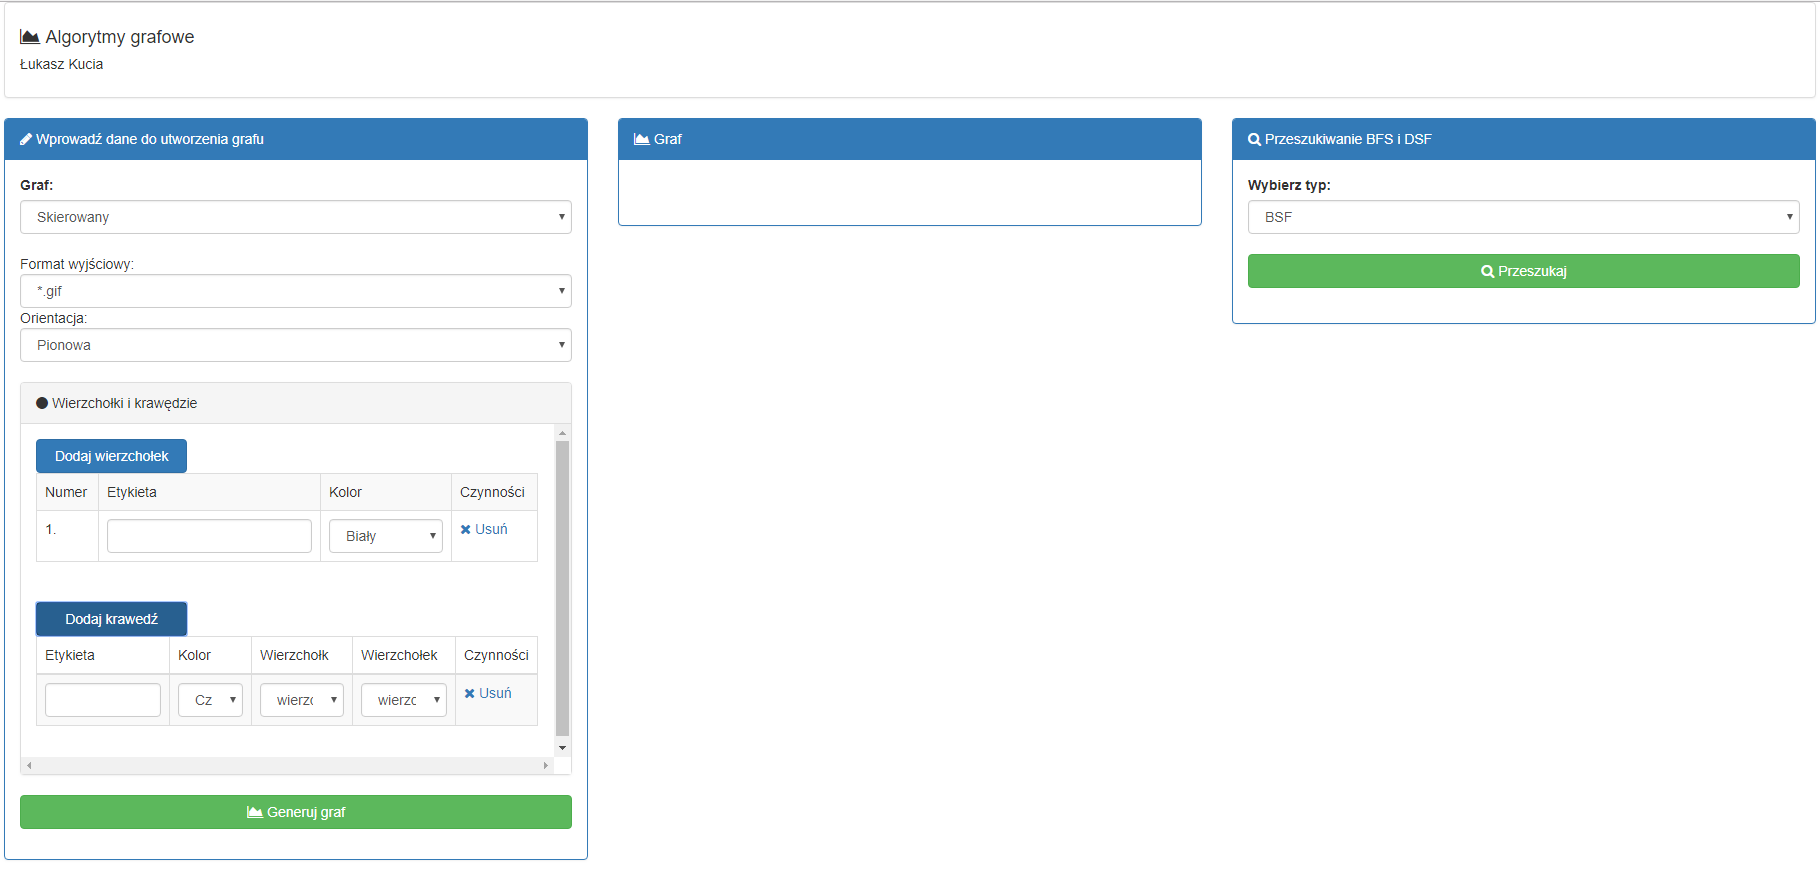 Algorytmy grafowe
Łukasz Kucia
Wprowadź dane do utworzenia grafu
Graf:
Skierowany
Format wyjściowy:
*.gif
Orientacja:
Pionowa
Wierzchołki i krawędzie
Dodaj wierzchołek
Numer Etykieta Kolor Czynności
1. Biały Usuń
Dodaj krawedź
Etykieta Kolor Wierzchołk Wierzchołek Czynności
Cz wierzc wierzc Usuń
Generuj graf
Graf
Przeszukiwanie BFS i DSF
Wybierz typ:
BSF
Przeszukaj